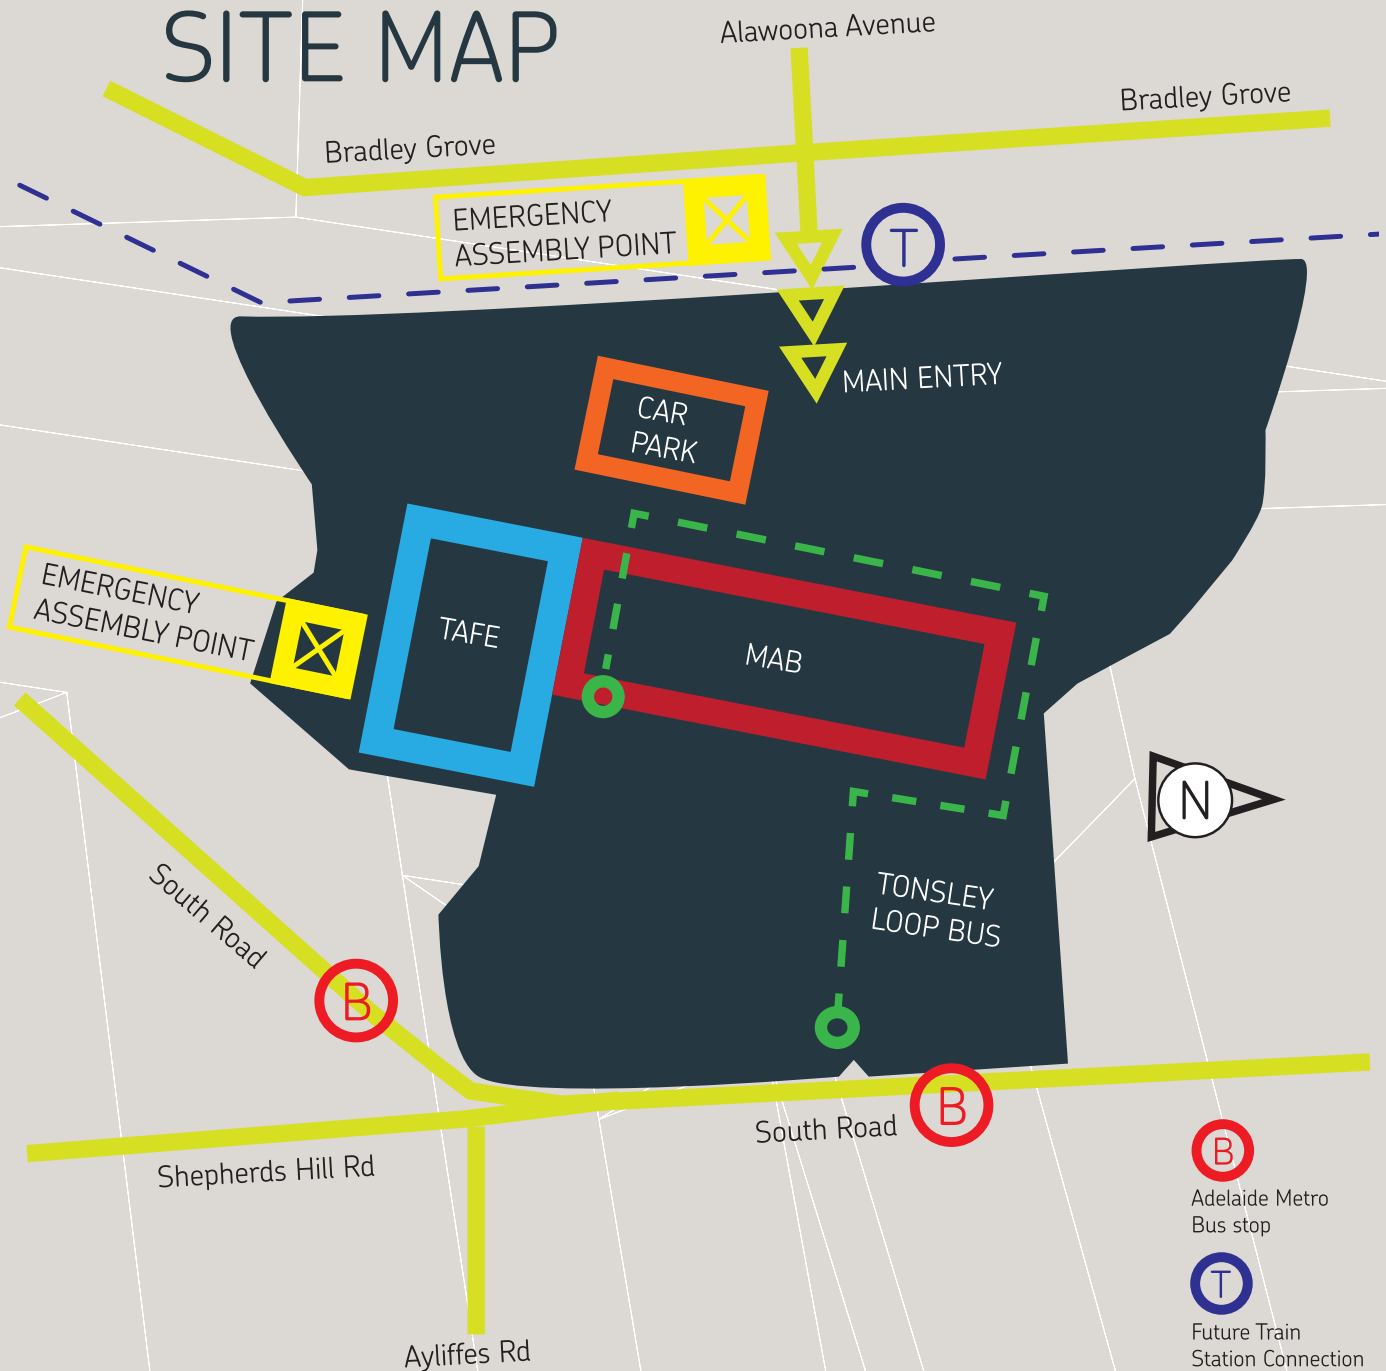 SITE MAP
Alawoona Avenue
Bradley Grove
Bradley Grove
EMERGENCY
ASSEMBLY POINT
T
MAIN ENTRY
CAR
PARK
EMERGENCY
ASSEMBLY POINT
TAFE
MAB
N
South Road
TONSLEY
LOOP BUS
B
B
South Road
Shepherds Hill Rd
B
Adelaide Metro
Bus stop
T
Future Train
Station Connection
Ayliffes Rd